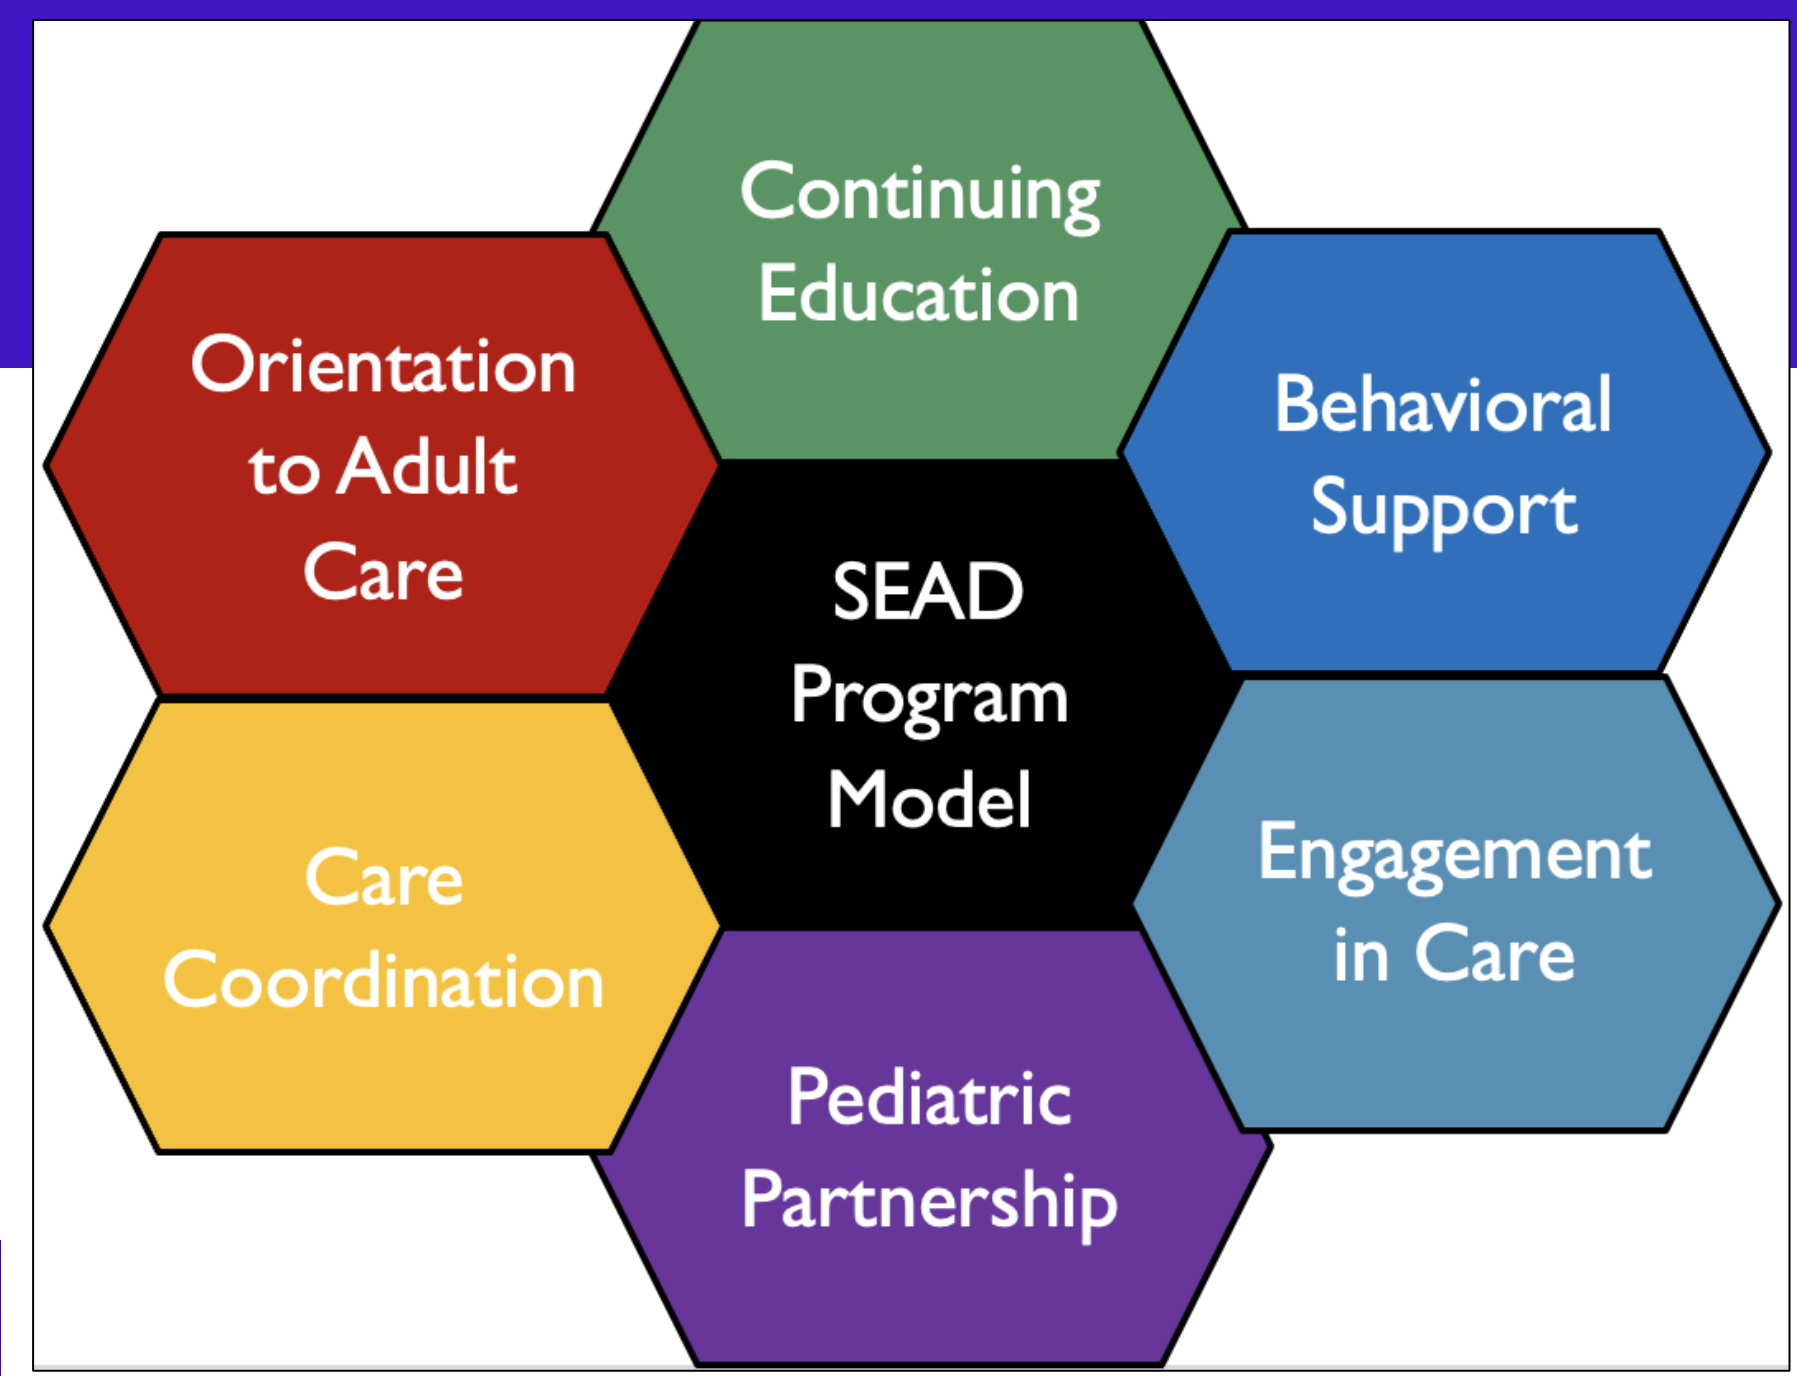 Continuing
Education
Orientation
to Adult
Care
Behavioral
Support
SEAD
Program
Model
Care
Coordination
Engagement
in Care
Pediatric
Partnership